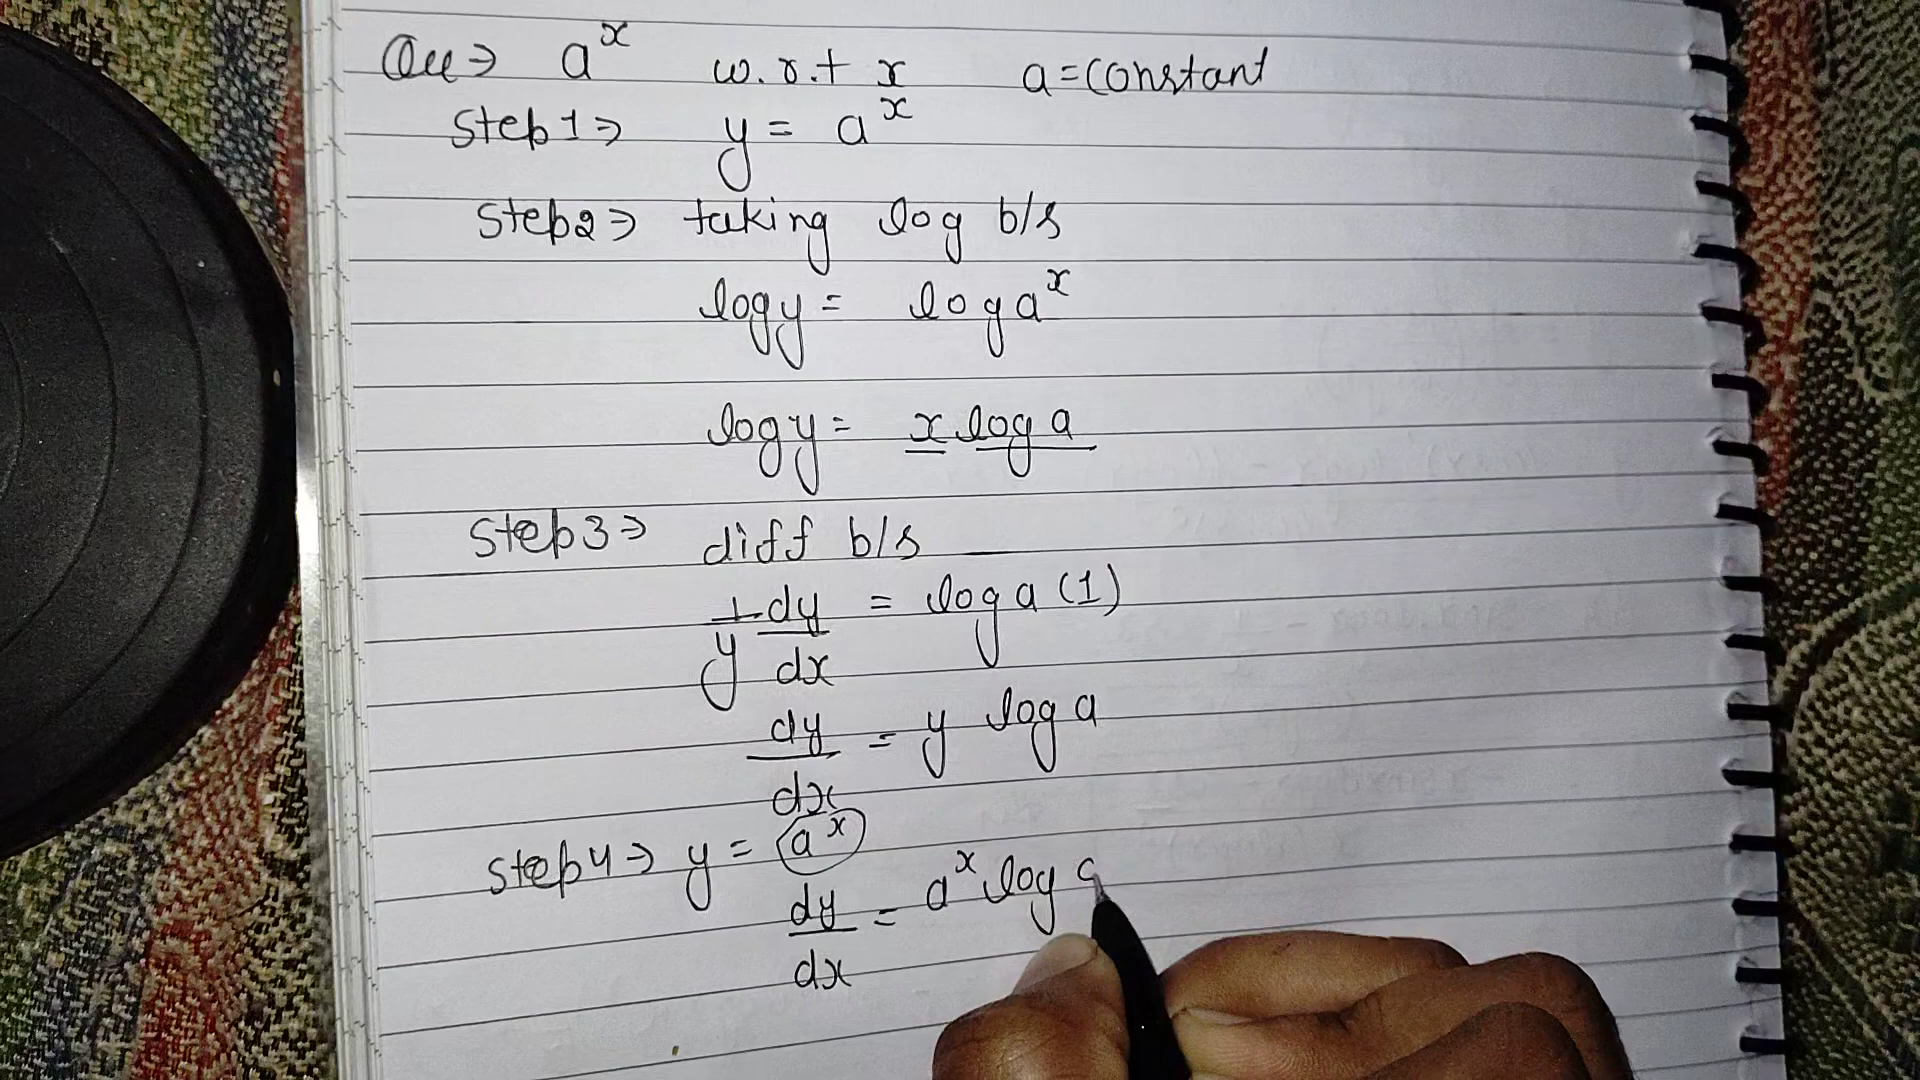 Qu⇒ a^x w.r.t x a=constant
Step1⇒ y = a^x
Step2⇒ taking log b/s
log y = log a^x
log y = x log a
Step3⇒ diff b/s
1/y dy/dx = log a (1)
dy/dx = y log a
Step4⇒ y = a^x
dy/dx = a^x log